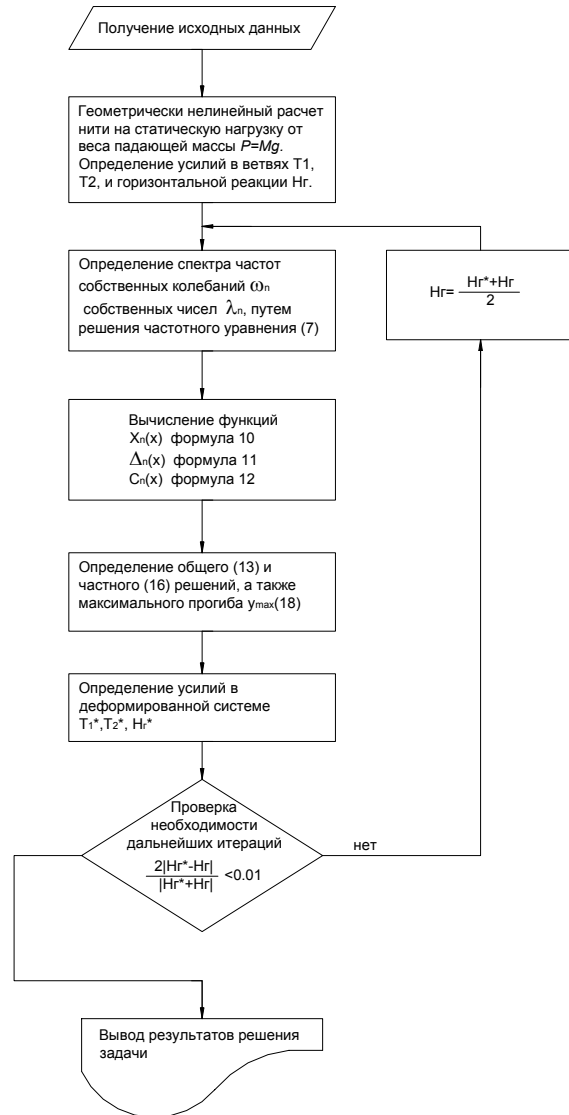 Получение исходных данных
Геометрически нелинейный расчет
нити на статическую нагрузку от
веса падающей массы P=Mg.
Определение усилий в ветвях T1,
T2, и горизонтальной реакции Нг.
Определение спектра частот
собственных колебаний ωn
собственных чисел λn, путем
решения частотного уравнения (7)
Hг= Hг*+Hг
2
Вычисление функций
Xn(x) формула 10
Δn(x) формула 11
Cn(x) формула 12
Определение общего (13) и
частного (16) решений, а также
максимального прогиба ymax(18)
Определение усилий в
деформированной системе
T1*,T2*, Hг*
Проверка
необходимости
дальнейших итераций
2|Hг*-Hг|
|Hг*+Hг| <0.01
нет
Вывод результатов решения
задачи